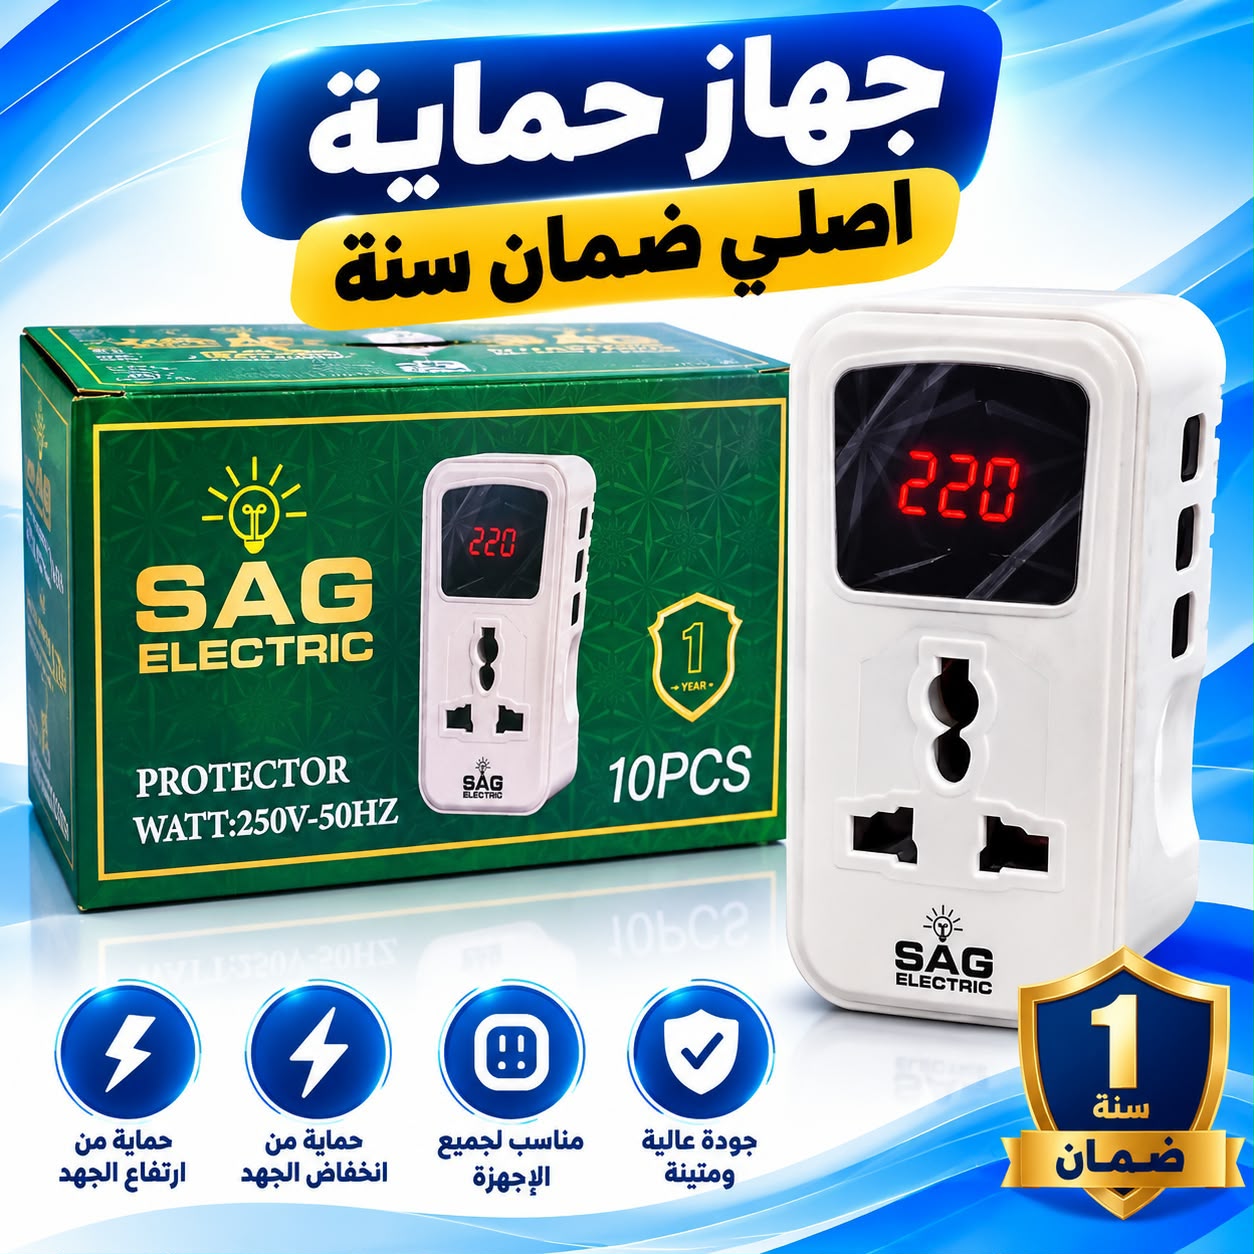 جهاز حماية
اصلي ضمان سنة
SAG
ELECTRIC
PROTECTOR
WATT:250V-50HZ
220
SAG
ELECTRIC
1
YEAR
10PCS
220
SAG
ELECTRIC
حماية من
ارتفاع الجهد
حماية من
انخفاض الجهد
مناسب لجميع
الإجهزة
جودة عالية
ومتينة
1
سنة
ضمان